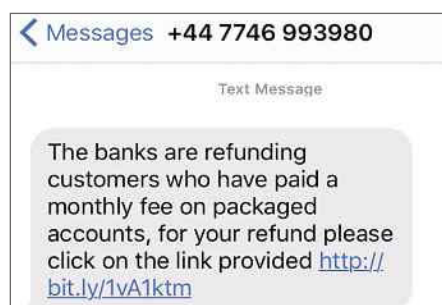 Messages +44 7746 993980
Text Message
The banks are refunding
customers who have paid a
monthly fee on packaged
accounts, for your refund please
click on the link provided http://
bit.ly/1vA1ktm